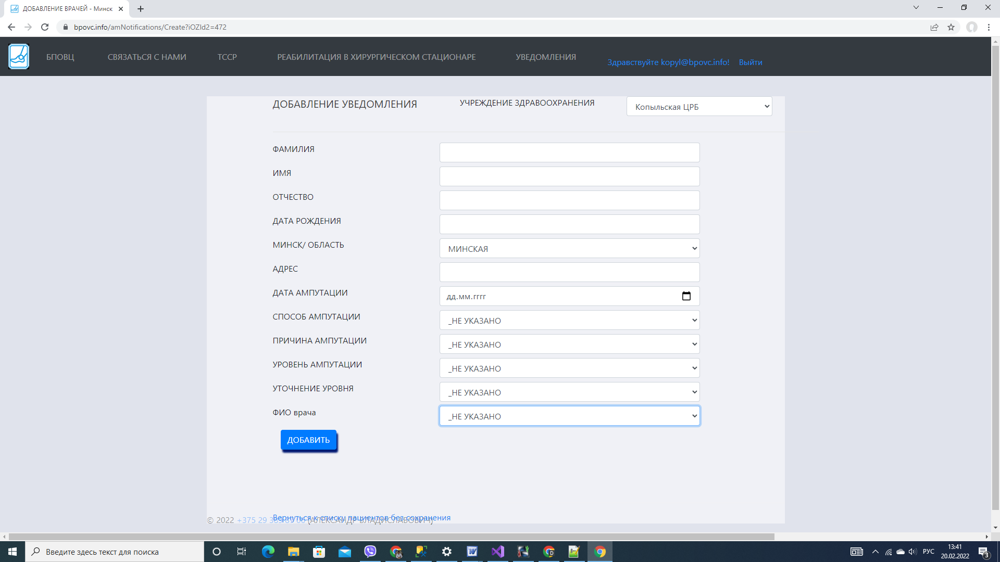 ДОБАВЛЕНИЕ ВРАЧЕЙ - Минск
bpovc.info/amNotifications/Create?iOZId2=472
БПОВЦ
СВЯЗАТЬСЯ С НАМИ
ТССР
РЕАБИЛИТАЦИЯ В ХИРУРГИЧЕСКОМ СТАЦИОНАРЕ
УВЕДОМЛЕНИЯ
Здравствуйте kopyl@bpovc.info!
Выйти
ДОБАВЛЕНИЕ УВЕДОМЛЕНИЯ
УЧРЕЖДЕНИЕ ЗДРАВООХРАНЕНИЯ
Копыльская ЦРБ
ФАМИЛИЯ
ИМЯ
ОТЧЕСТВО
ДАТА РОЖДЕНИЯ
МИНСК/ ОБЛАСТЬ
МИНСКАЯ
АДРЕС
ДАТА АМПУТАЦИИ
дд.мм.гггг
СПОСОБ АМПУТАЦИИ
_НЕ УКАЗАНО
ПРИЧИНА АМПУТАЦИИ
_НЕ УКАЗАНО
УРОВЕНЬ АМПУТАЦИИ
_НЕ УКАЗАНО
УТОЧНЕНИЕ УРОВНЯ
_НЕ УКАЗАНО
ФИО врача
_НЕ УКАЗАНО
ДОБАВИТЬ
Вернуться к списку пациентов без сохранения
© 2022 +375 29 (АЛЕКСАНДР ВЛАДИСЛАВОВИЧ)
Введите здесь текст для поиска
РУС
13:41
20.02.2022
3